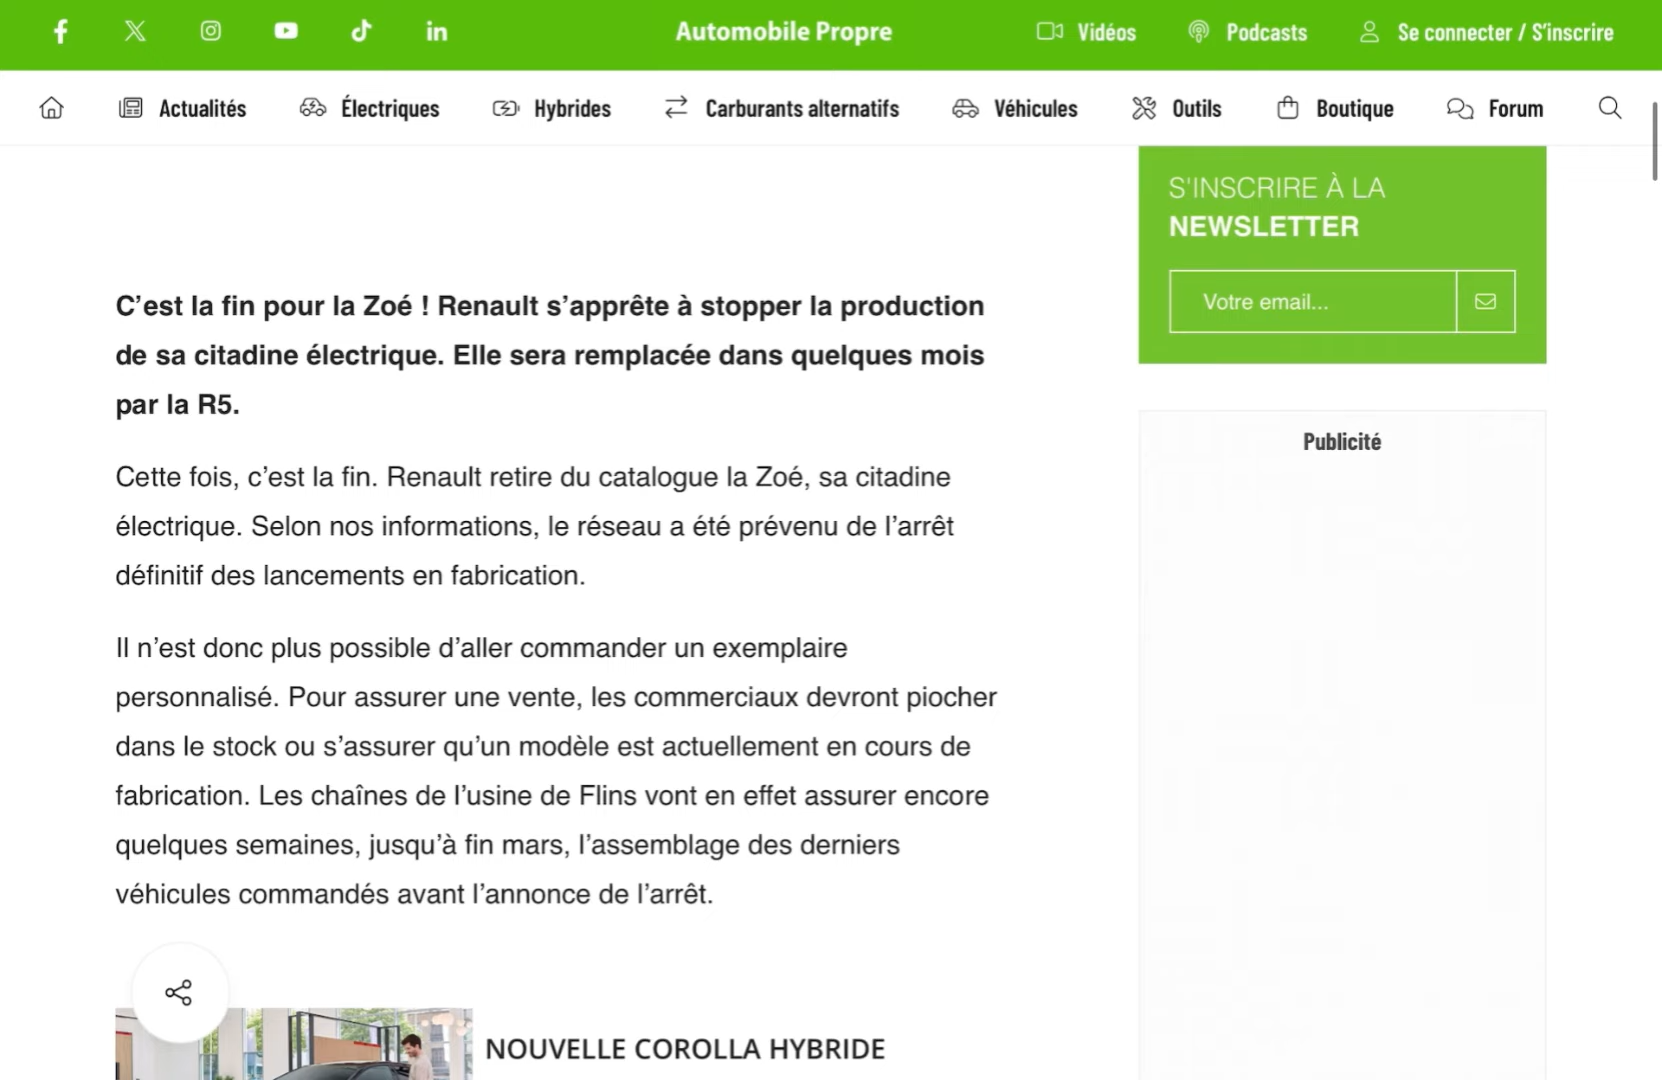 Automobile Propre
Vidéos
Podcasts
Se connecter / S’inscrire
Actualités
Électriques
Hybrides
Carburants alternatifs
Véhicules
Outils
Boutique
Forum
S'INSCRIRE À LA
NEWSLETTER
Votre email...
Publicité
C’est la fin pour la Zoé ! Renault s’apprête à stopper la production
de sa citadine électrique. Elle sera remplacée dans quelques mois
par la R5.
Cette fois, c’est la fin. Renault retire du catalogue la Zoé, sa citadine
électrique. Selon nos informations, le réseau a été prévenu de l’arrêt
définitif des lancements en fabrication.
Il n’est donc plus possible d’aller commander un exemplaire
personnalisé. Pour assurer une vente, les commerciaux devront piocher
dans le stock ou s’assurer qu’un modèle est actuellement en cours de
fabrication. Les chaînes de l’usine de Flins vont en effet assurer encore
quelques semaines, jusqu’à fin mars, l’assemblage des derniers
véhicules commandés avant l’annonce de l’arrêt.
NOUVELLE COROLLA HYBRIDE